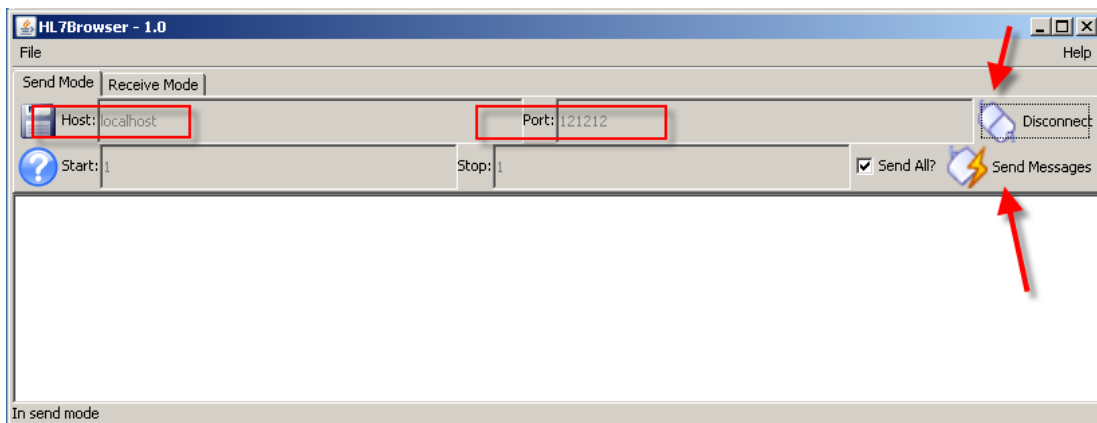 HL7Browser - 1.0
File Help
Send Mode Receive Mode
Host: localhost Port: 121212 Disconnect
Start: 1 Stop: 1 Send All? Send Messages
In send mode